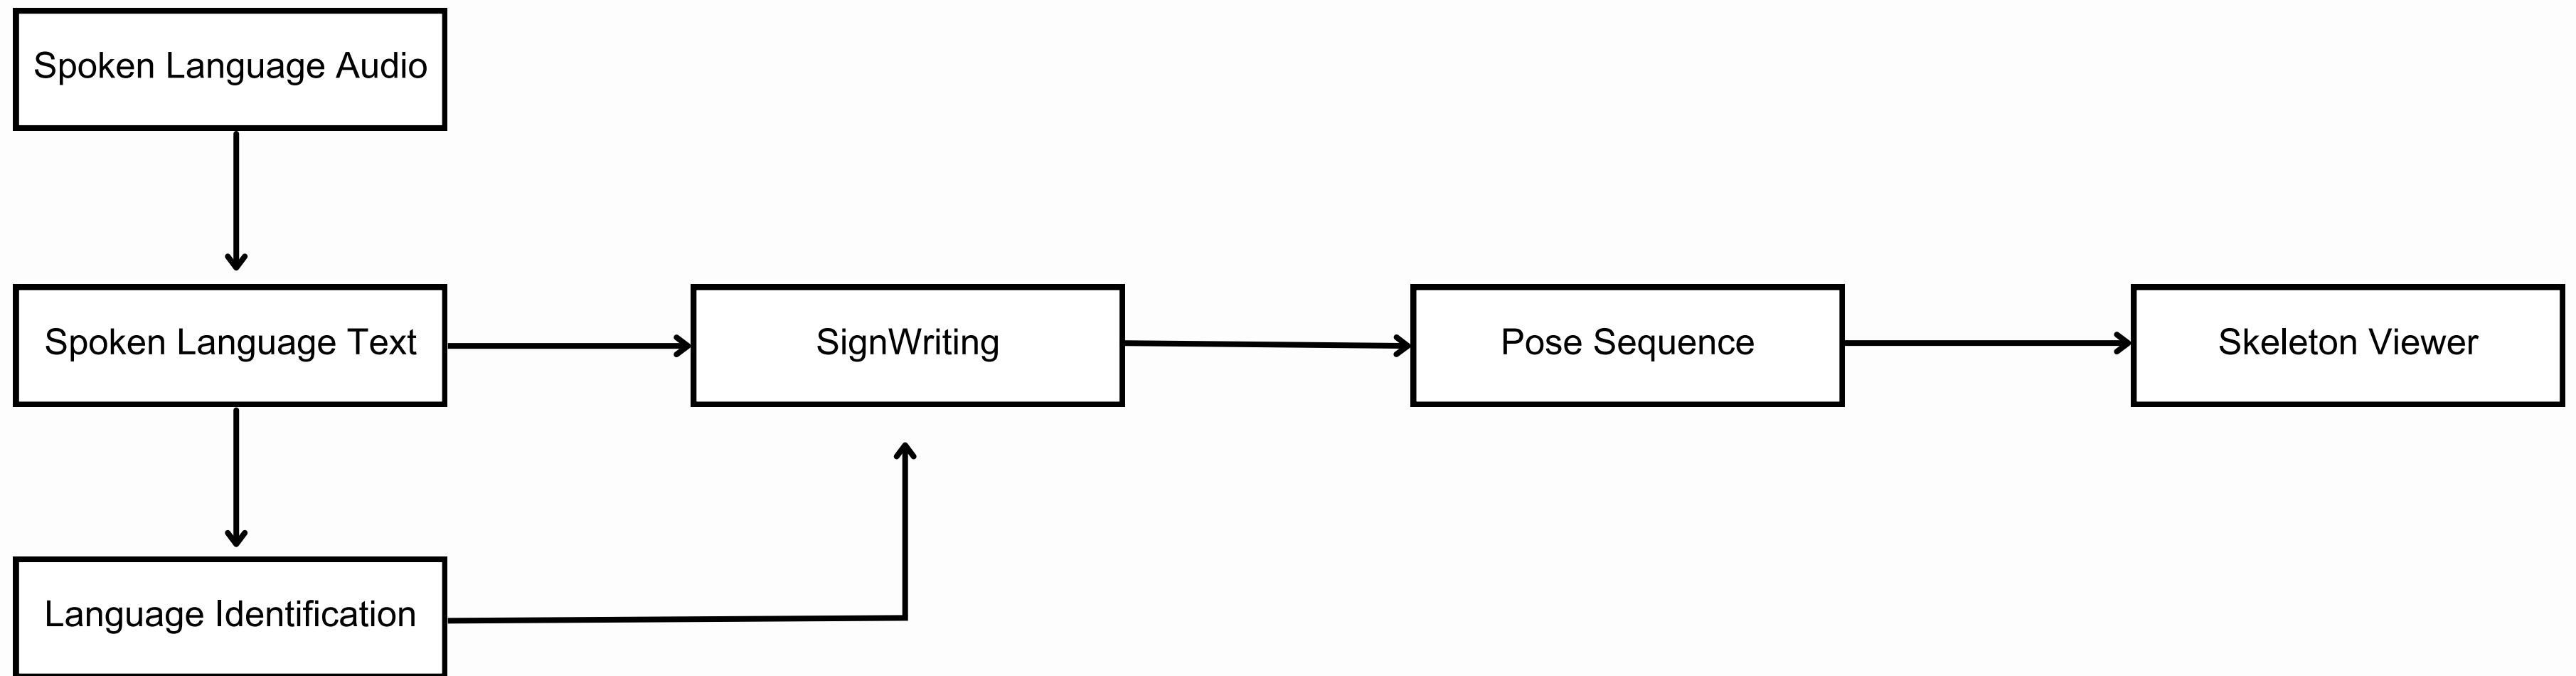 Spoken Language Audio
Spoken Language Text
SignWriting
Pose Sequence
Skeleton Viewer
Language Identification